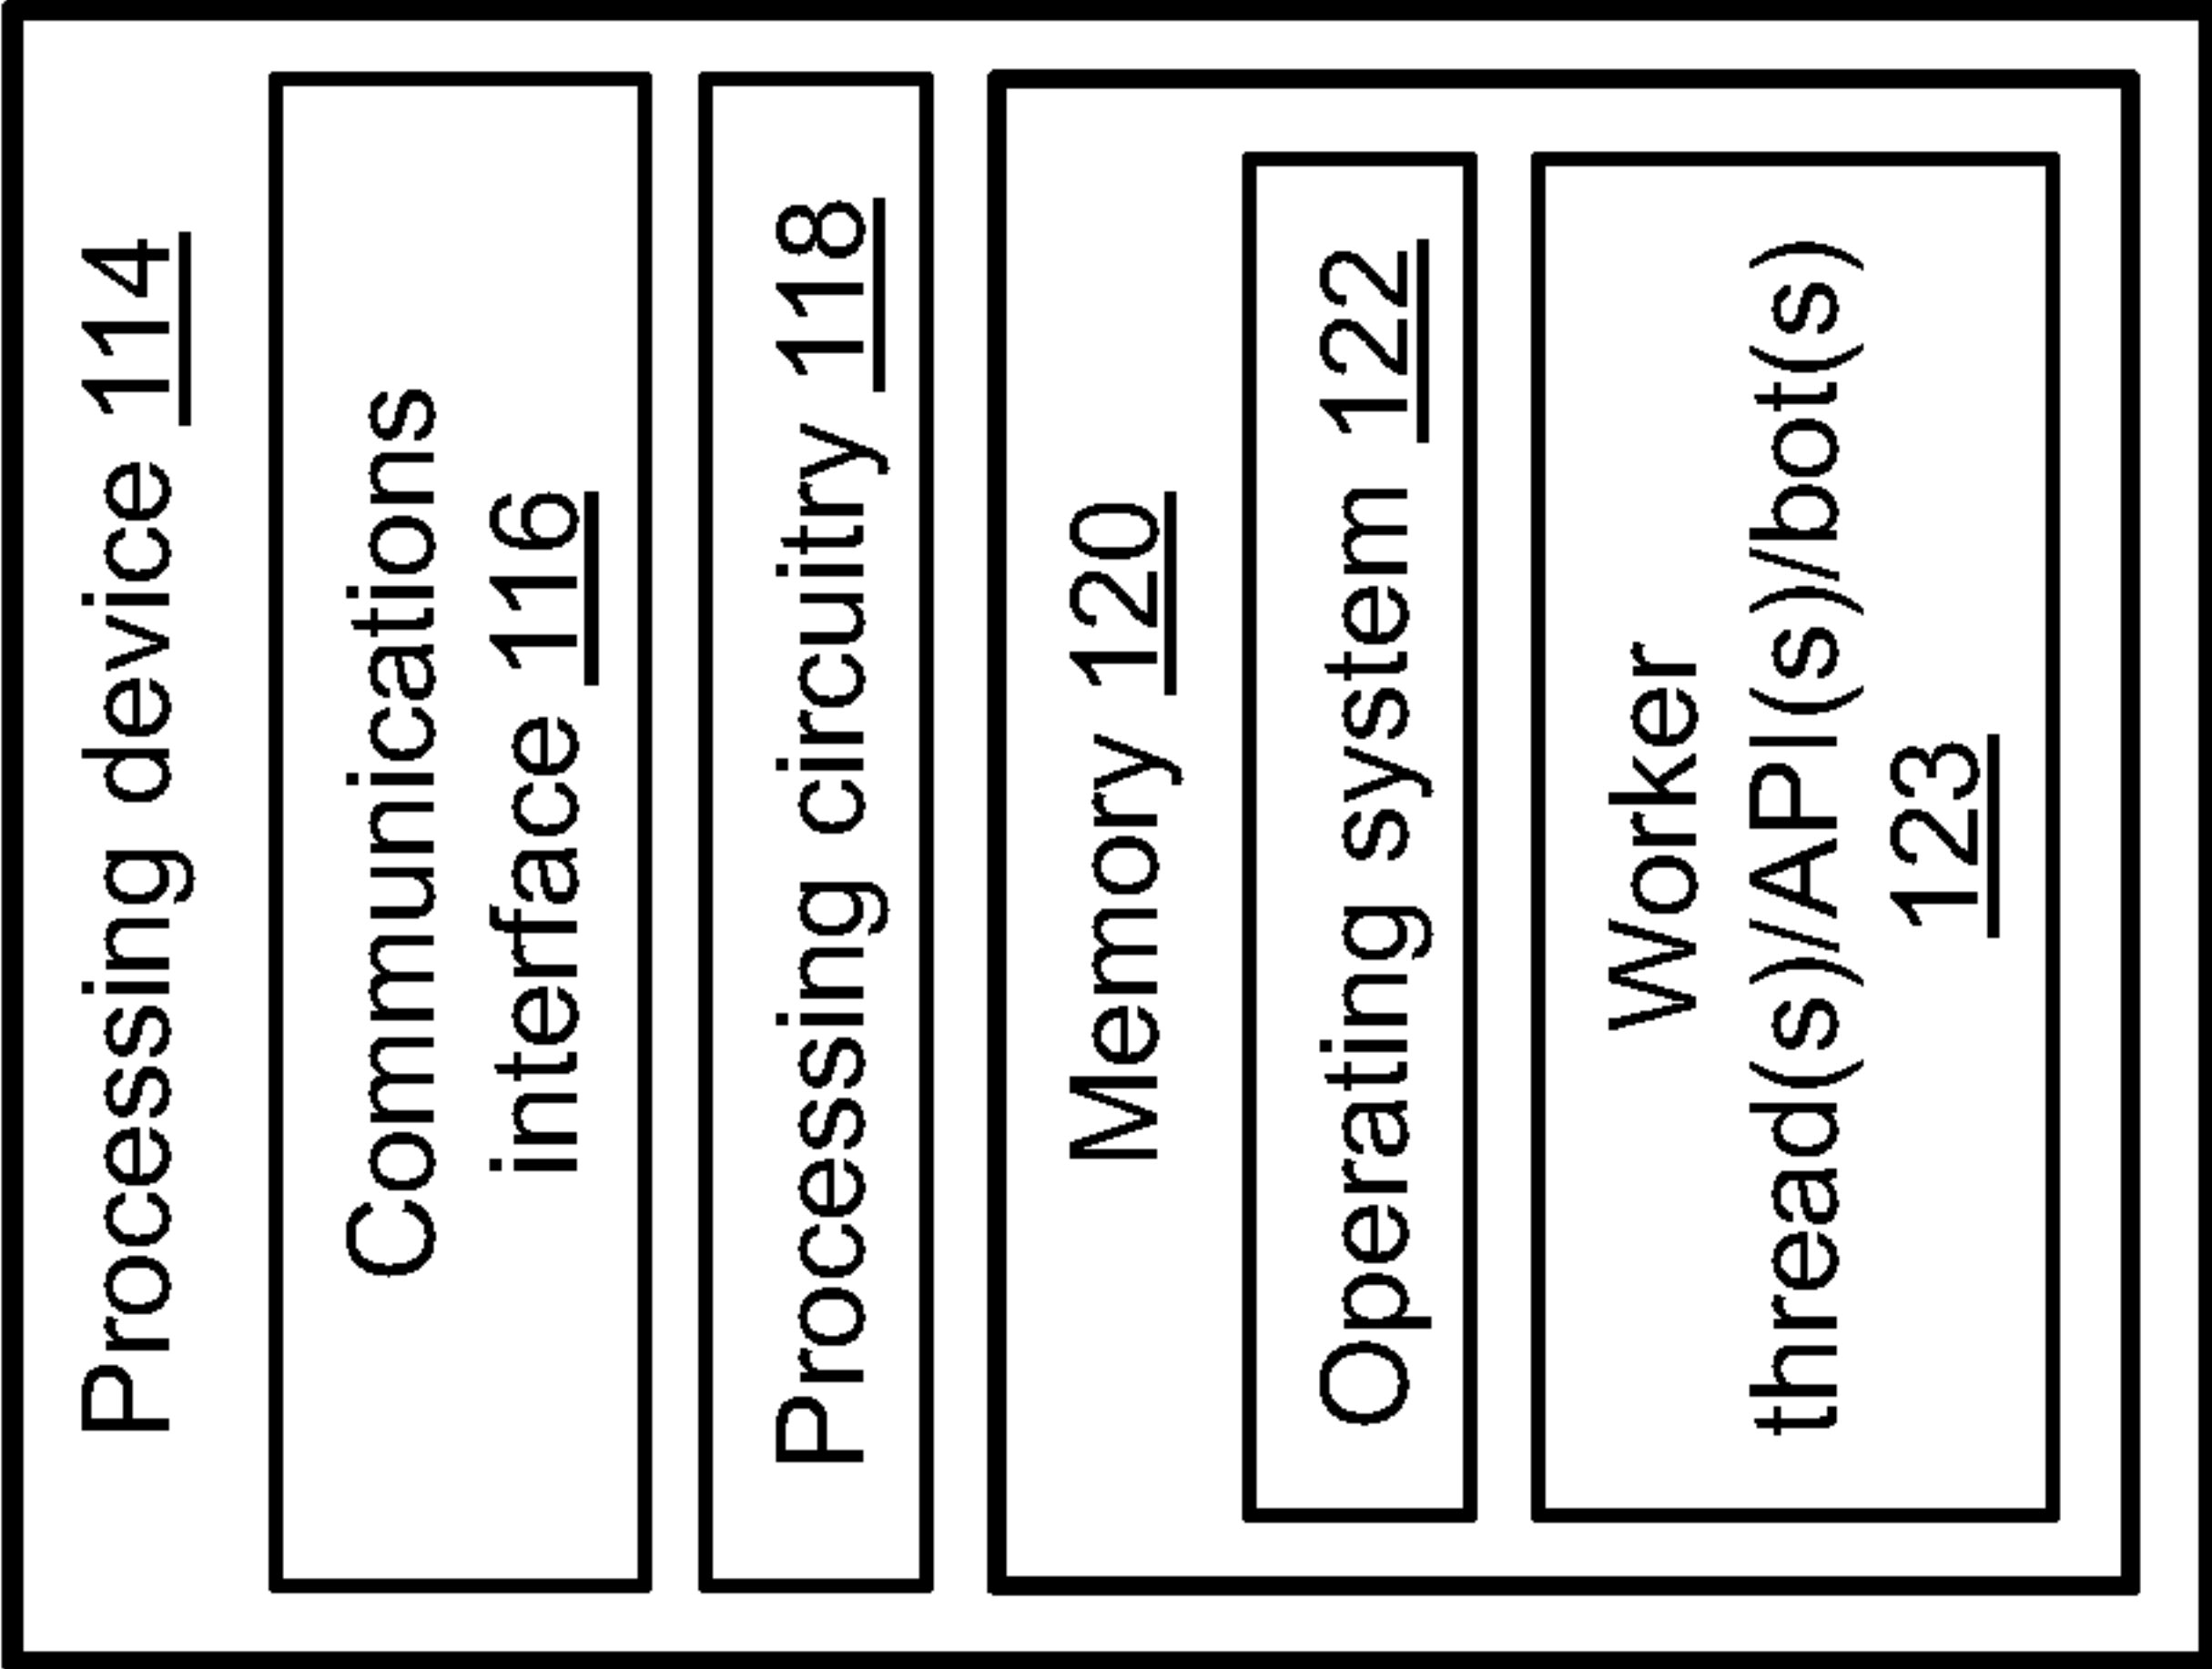 Processing device 114
Communications
interface 116
Processing circuitry 118
Memory 120
Operating system 122
Worker
thread(s)/API(s)/bot(s)
123